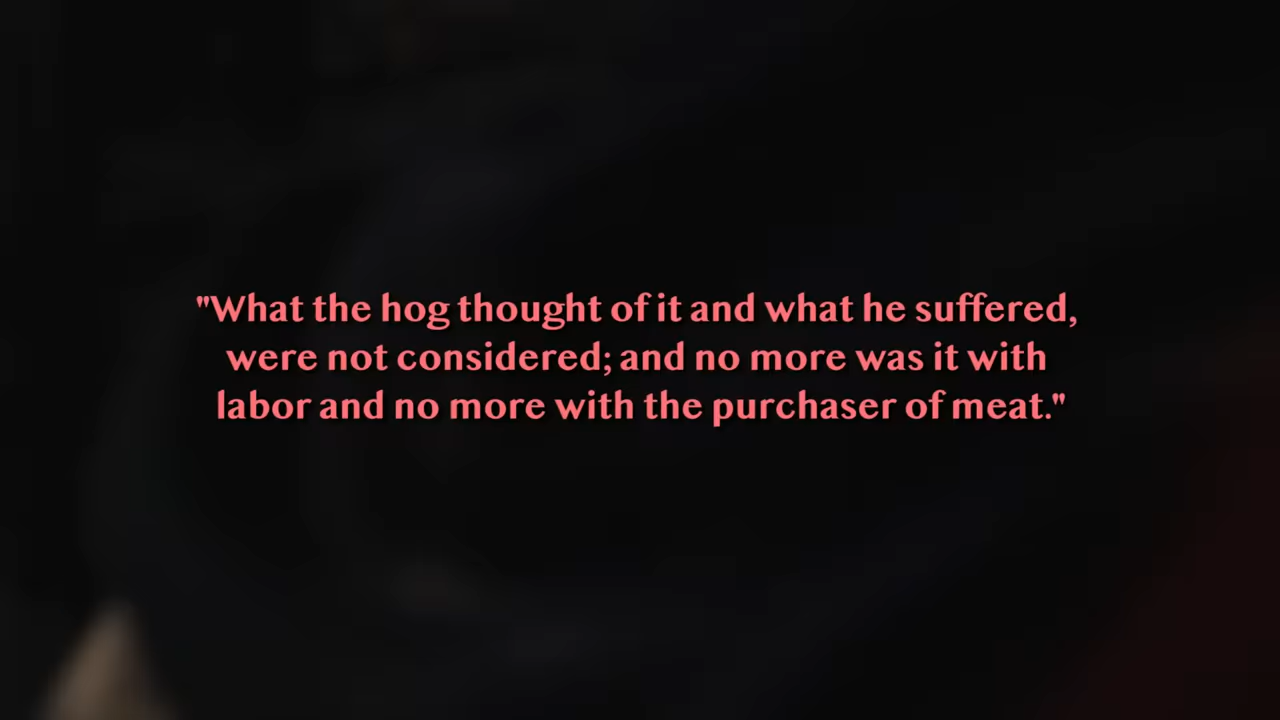 "What the hog thought of it and what he suffered,
were not considered; and no more was it with
labor and no more with the purchaser of meat."